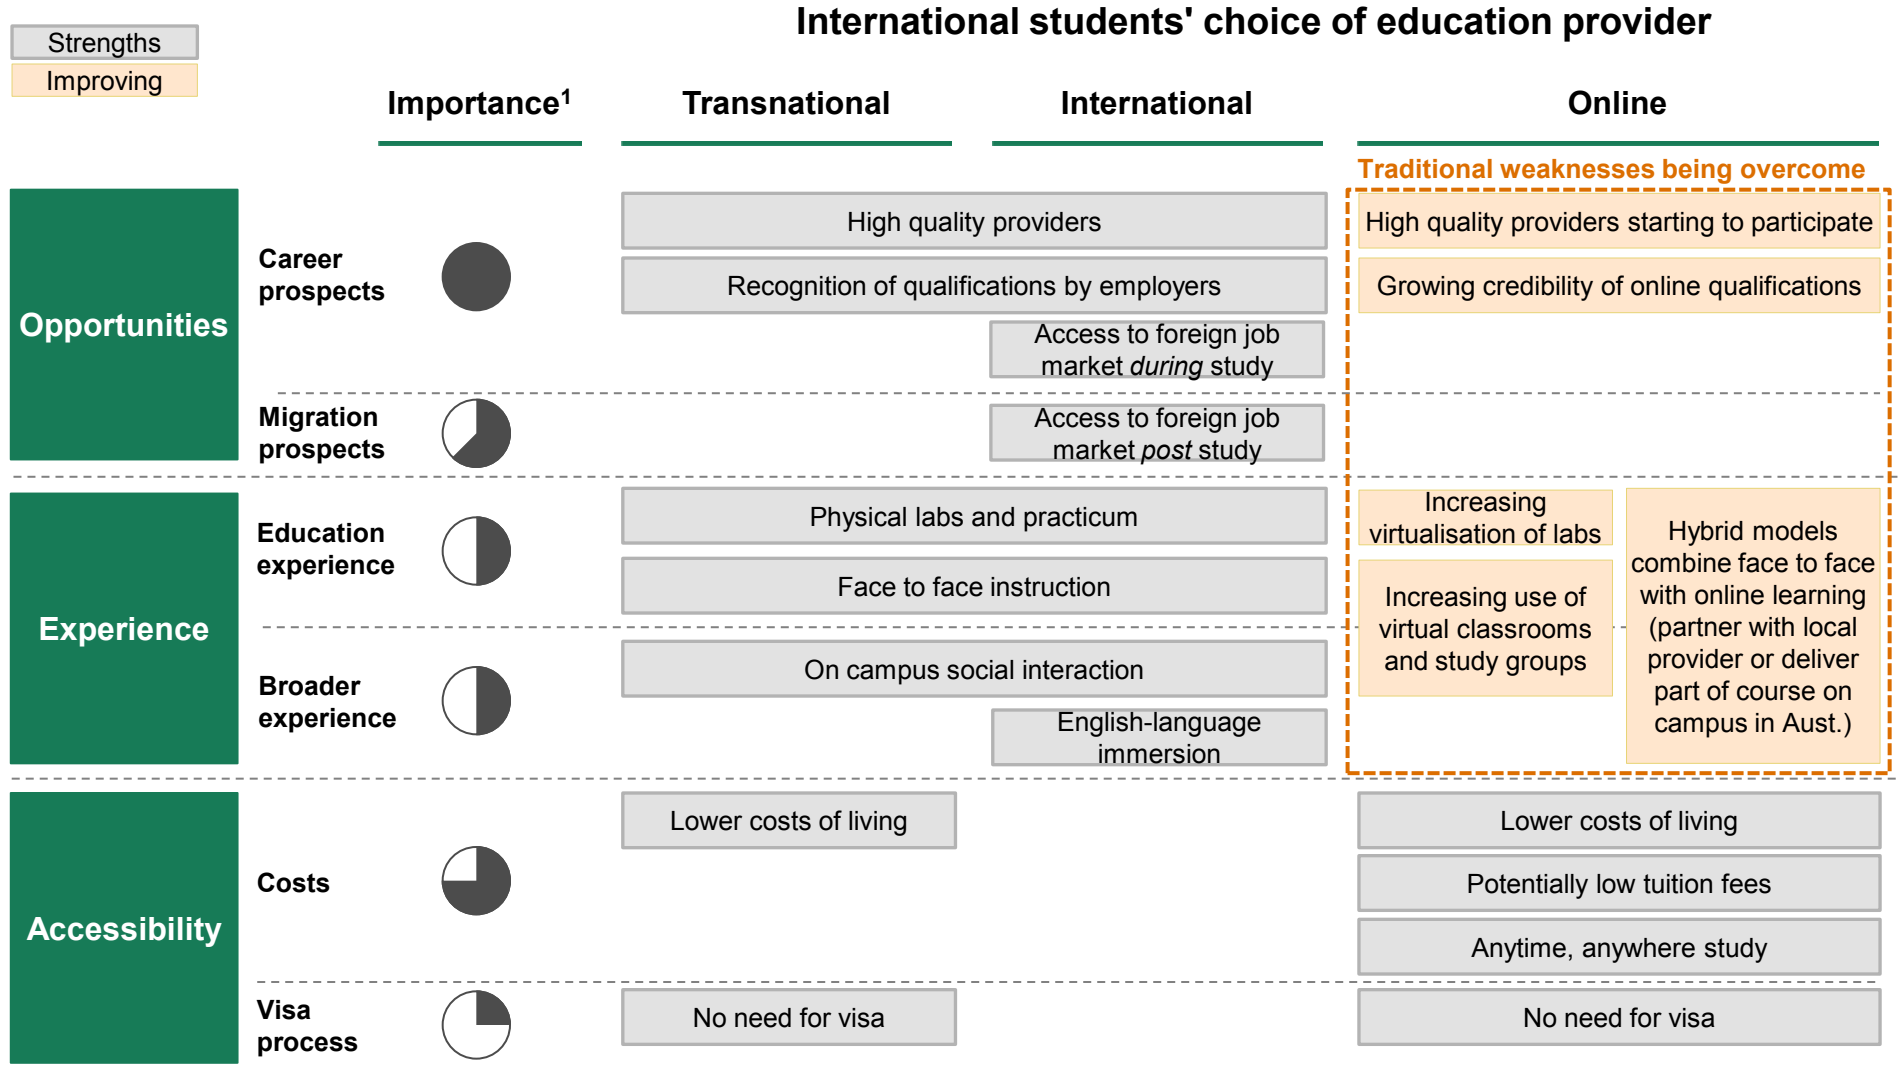 International students' choice of education provider
Strengths
Improving
Importance1
Transnational
International
Online
Traditional weaknesses being overcome
Opportunities
Career
prospects
High quality providers
High quality providers starting to participate
Recognition of qualifications by employers
Growing credibility of online qualifications
Access to foreign job
market during study
Migration
prospects
Access to foreign job
market post study
Experience
Education
experience
Physical labs and practicum
Increasing
virtualisation of labs
Hybrid models
combine face to face
with online learning
(partner with local
provider or deliver
part of course on
campus in Aust.)
Face to face instruction
Increasing use of
virtual classrooms
and study groups
Broader
experience
On campus social interaction
English-language
immersion
Accessibility
Costs
Lower costs of living
Lower costs of living
Potentially low tuition fees
Anytime, anywhere study
Visa
process
No need for visa
No need for visa